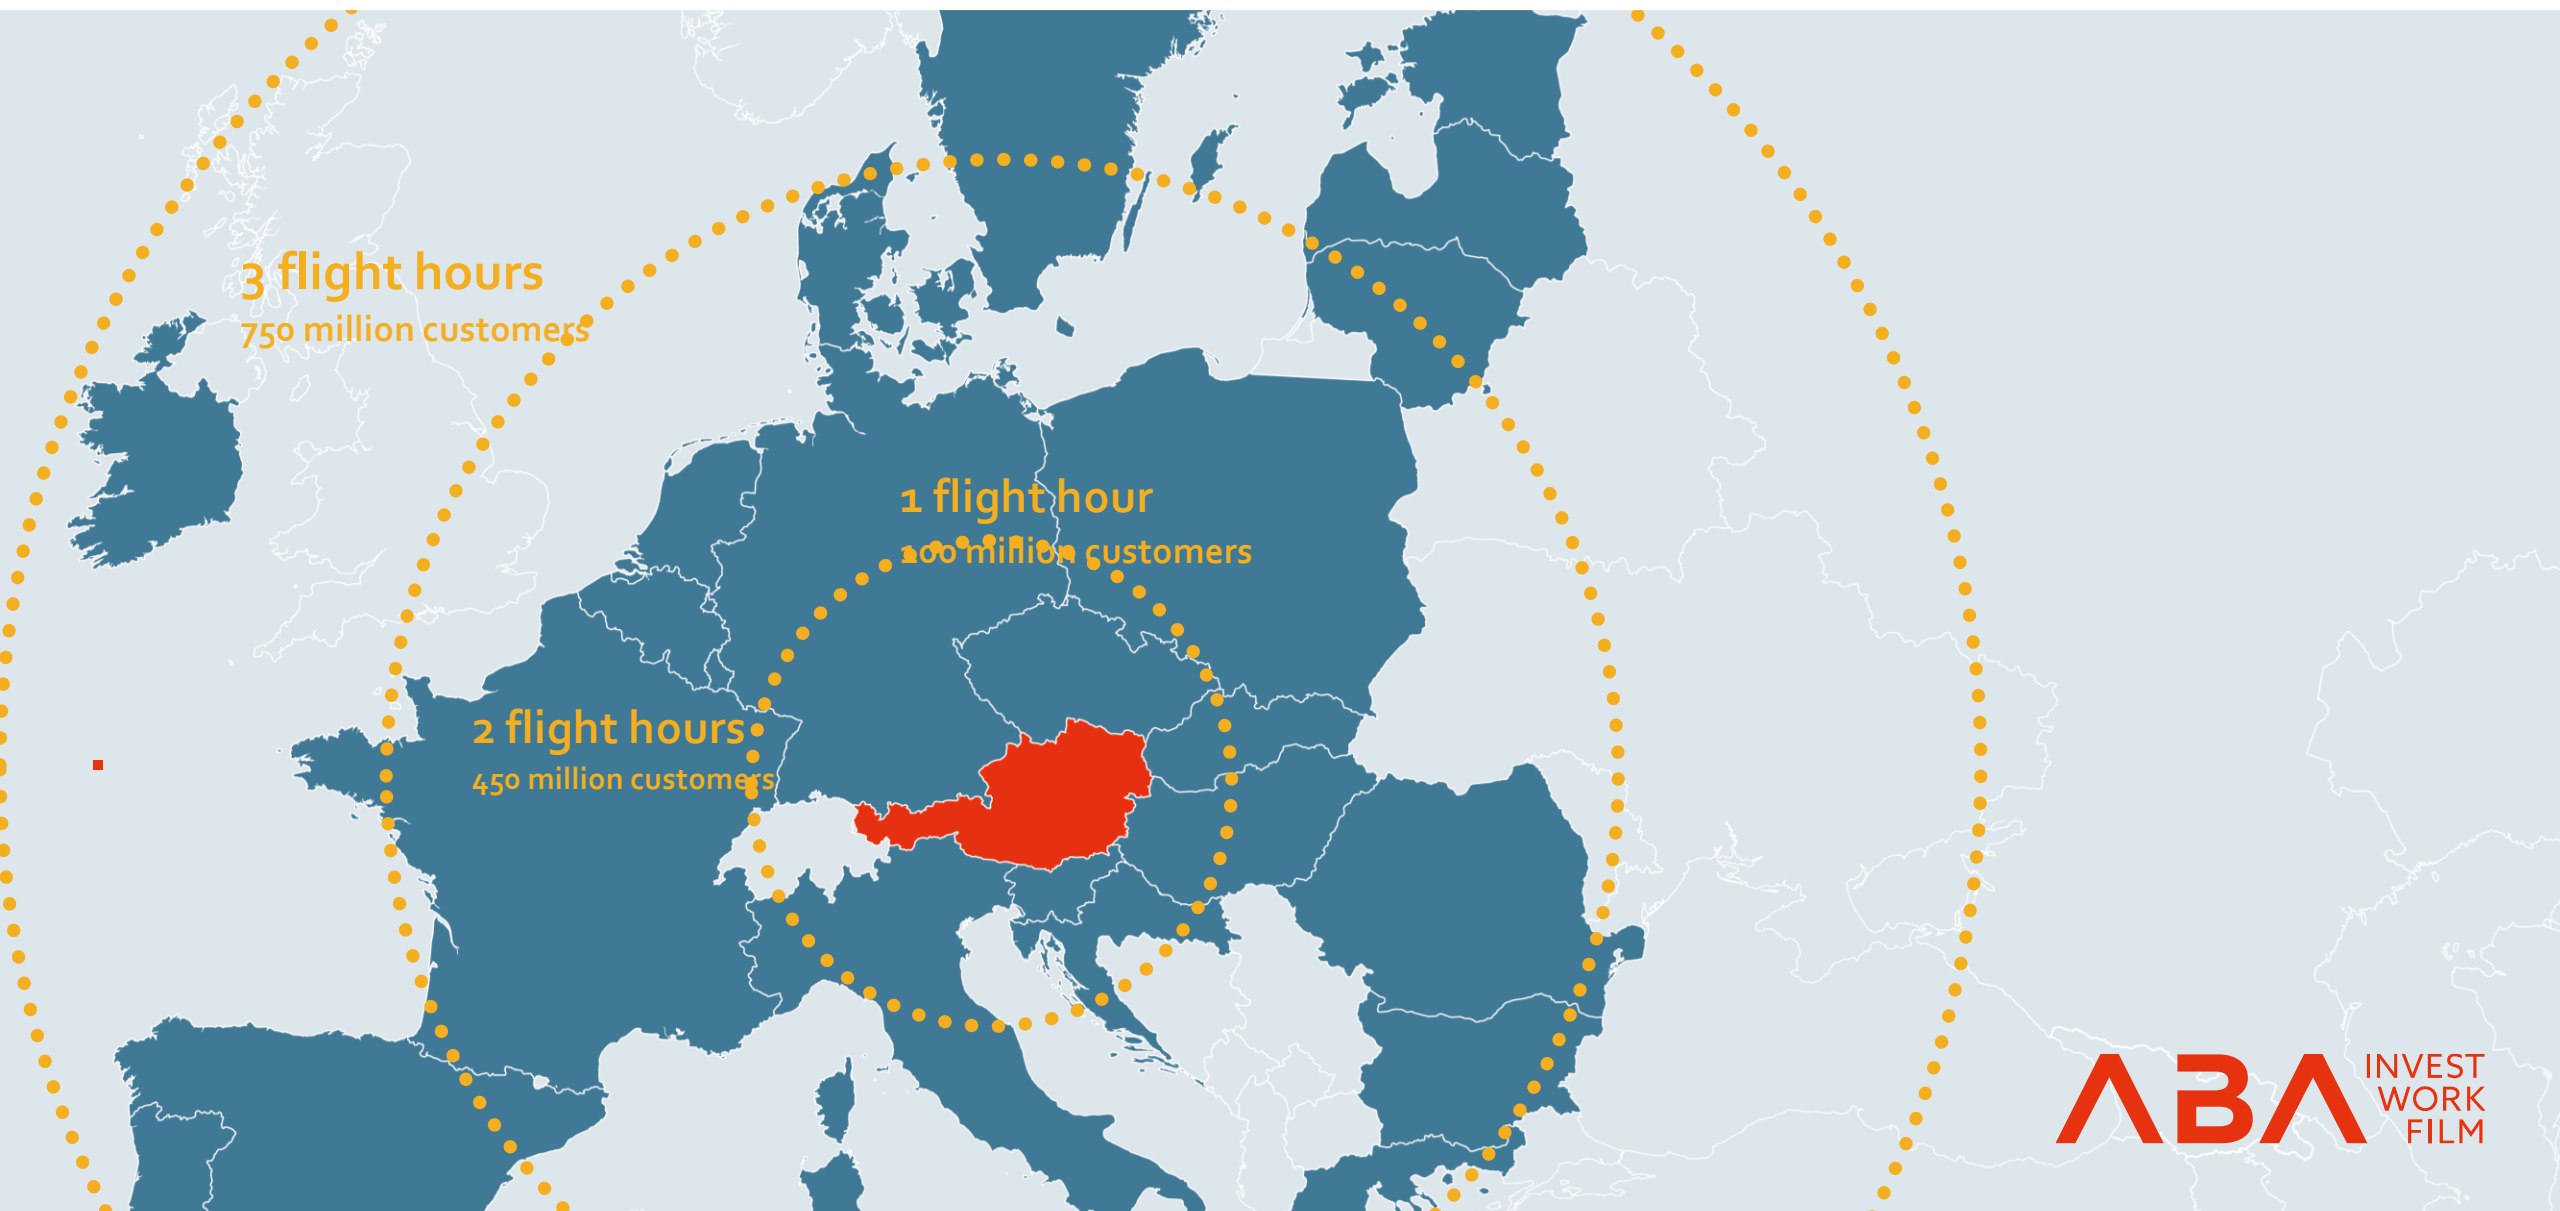 3 flight hours
750 million customers
1 flight hour
million customers
2 flight hours
450 million customers
ABA
INVEST
WORK
FILM